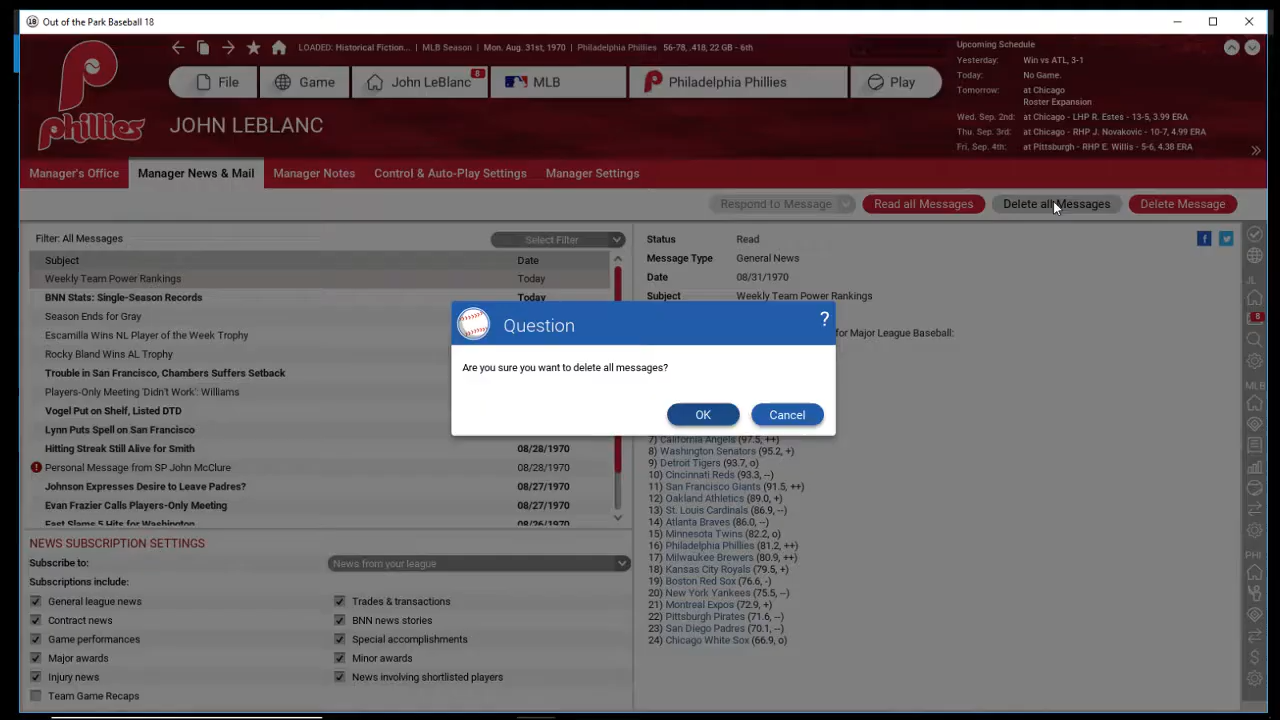 Out of the Park Baseball 18
LOADED: Historical Fiction... | MLB Season | Mon. Aug. 31st, 1970 | Philadelphia Phillies 56-78, .418, 22 GB - 6th
Upcoming Schedule
Yesterday: Win vs ATL, 3-1
Today: No Game.
Tomorrow: at Chicago
Roster Expansion
Wed. Sep. 2nd: at Chicago - LHP R. Estes - 13-5, 3.99 ERA
Thu. Sep. 3rd: at Chicago - RHP J. Novakovic - 10-7, 4.99 ERA
Fri. Sep. 4th: at Pittsburgh - RHP E. Willis - 5-6, 4.38 ERA
File
Game
John LeBlanc
8
MLB
Philadelphia Phillies
Play
phillies
JOHN LEBLANC
Manager's Office
Manager News & Mail
Manager Notes
Control & Auto-Play Settings
Manager Settings
Respond to Message
Read all Messages
Delete all Messages
Delete Message
Filter: All Messages
Select Filter
Subject Date
Weekly Team Power Rankings Today
BNN Stats: Single-Season Records Today
Season Ends for Gray
Escamilla Wins NL Player of the Week Trophy
Rocky Bland Wins AL Trophy
Trouble in San Francisco, Chambers Suffers Setback
Players-Only Meeting 'Didn't Work': Williams
Vogel Put on Shelf, Listed DTD
Lynn Puts Spell on San Francisco
Hitting Streak Still Alive for Smith 08/28/1970
Personal Message from SP John McClure 08/28/1970
Johnson Expresses Desire to Leave Padres? 08/27/1970
Evan Frazier Calls Players-Only Meeting 08/27/1970
East Slams 5 Hits for Washington 08/26/1970
Status Read
Message Type General News
Date 08/31/1970
Subject Weekly Team Power Rankings
for Major League Baseball:
Question
?
Are you sure you want to delete all messages?
OK
Cancel
7) California Angels (97.5, ++)
8) Washington Senators (95.2, +)
9) Detroit Tigers (93.7, o)
10) Cincinnati Reds (93.3, --)
11) San Francisco Giants (91.5, ++)
12) Oakland Athletics (89.0, +)
13) St. Louis Cardinals (86.9, --)
14) Atlanta Braves (86.0, --)
15) Minnesota Twins (82.2, o)
16) Philadelphia Phillies (81.2, ++)
17) Milwaukee Brewers (80.9, ++)
18) Kansas City Royals (79.5, +)
19) Boston Red Sox (76.6, -)
20) New York Yankees (75.5, --)
21) Montreal Expos (72.9, +)
22) Pittsburgh Pirates (71.6, --)
23) San Diego Padres (70.1, --)
24) Chicago White Sox (66.9, o)
NEWS SUBSCRIPTION SETTINGS
Subscribe to: News from your league
Subscriptions include:
General league news
Trades & transactions
Contract news
BNN news stories
Game performances
Special accomplishments
Major awards
Minor awards
Injury news
News involving shortlisted players
Team Game Recaps
JL
8
MLB
PHI